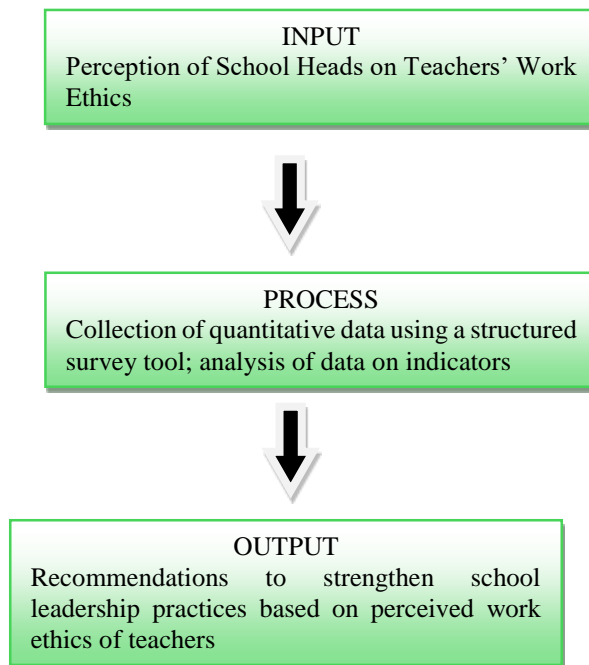 INPUT
Perception of School Heads on Teachers’ Work
Ethics
PROCESS
Collection of quantitative data using a structured
survey tool; analysis of data on indicators
OUTPUT
Recommendations to strengthen school
leadership practices based on perceived work
ethics of teachers